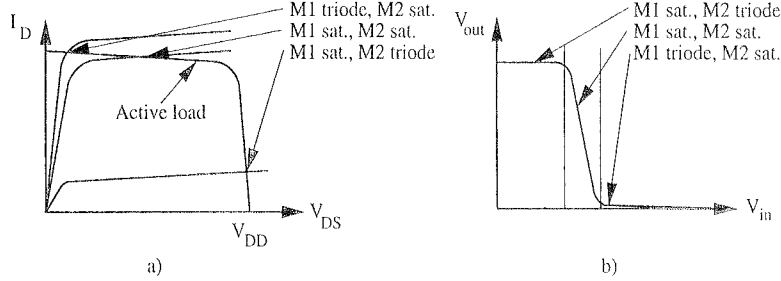 I_D
M1 triode, M2 sat.
M1 sat., M2 sat.
M1 sat., M2 triode
Active load
V_DD
V_DS
a)
V_out
M1 sat., M2 triode
M1 sat., M2 sat.
M1 triode, M2 sat.
V_in
b)